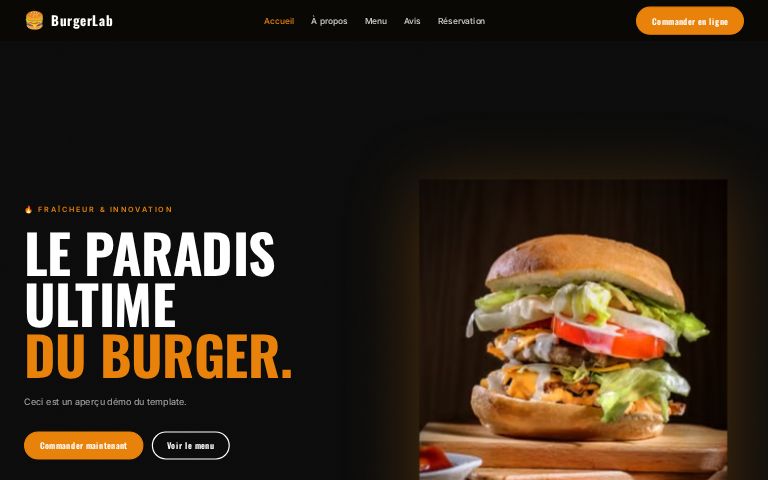 BurgerLab
Accueil
À propos
Menu
Avis
Réservation
Commander en ligne
FRAÎCHEUR & INNOVATION
LE PARADIS
ULTIME
DU BURGER.
Ceci est un aperçu démo du template.
Commander maintenant
Voir le menu